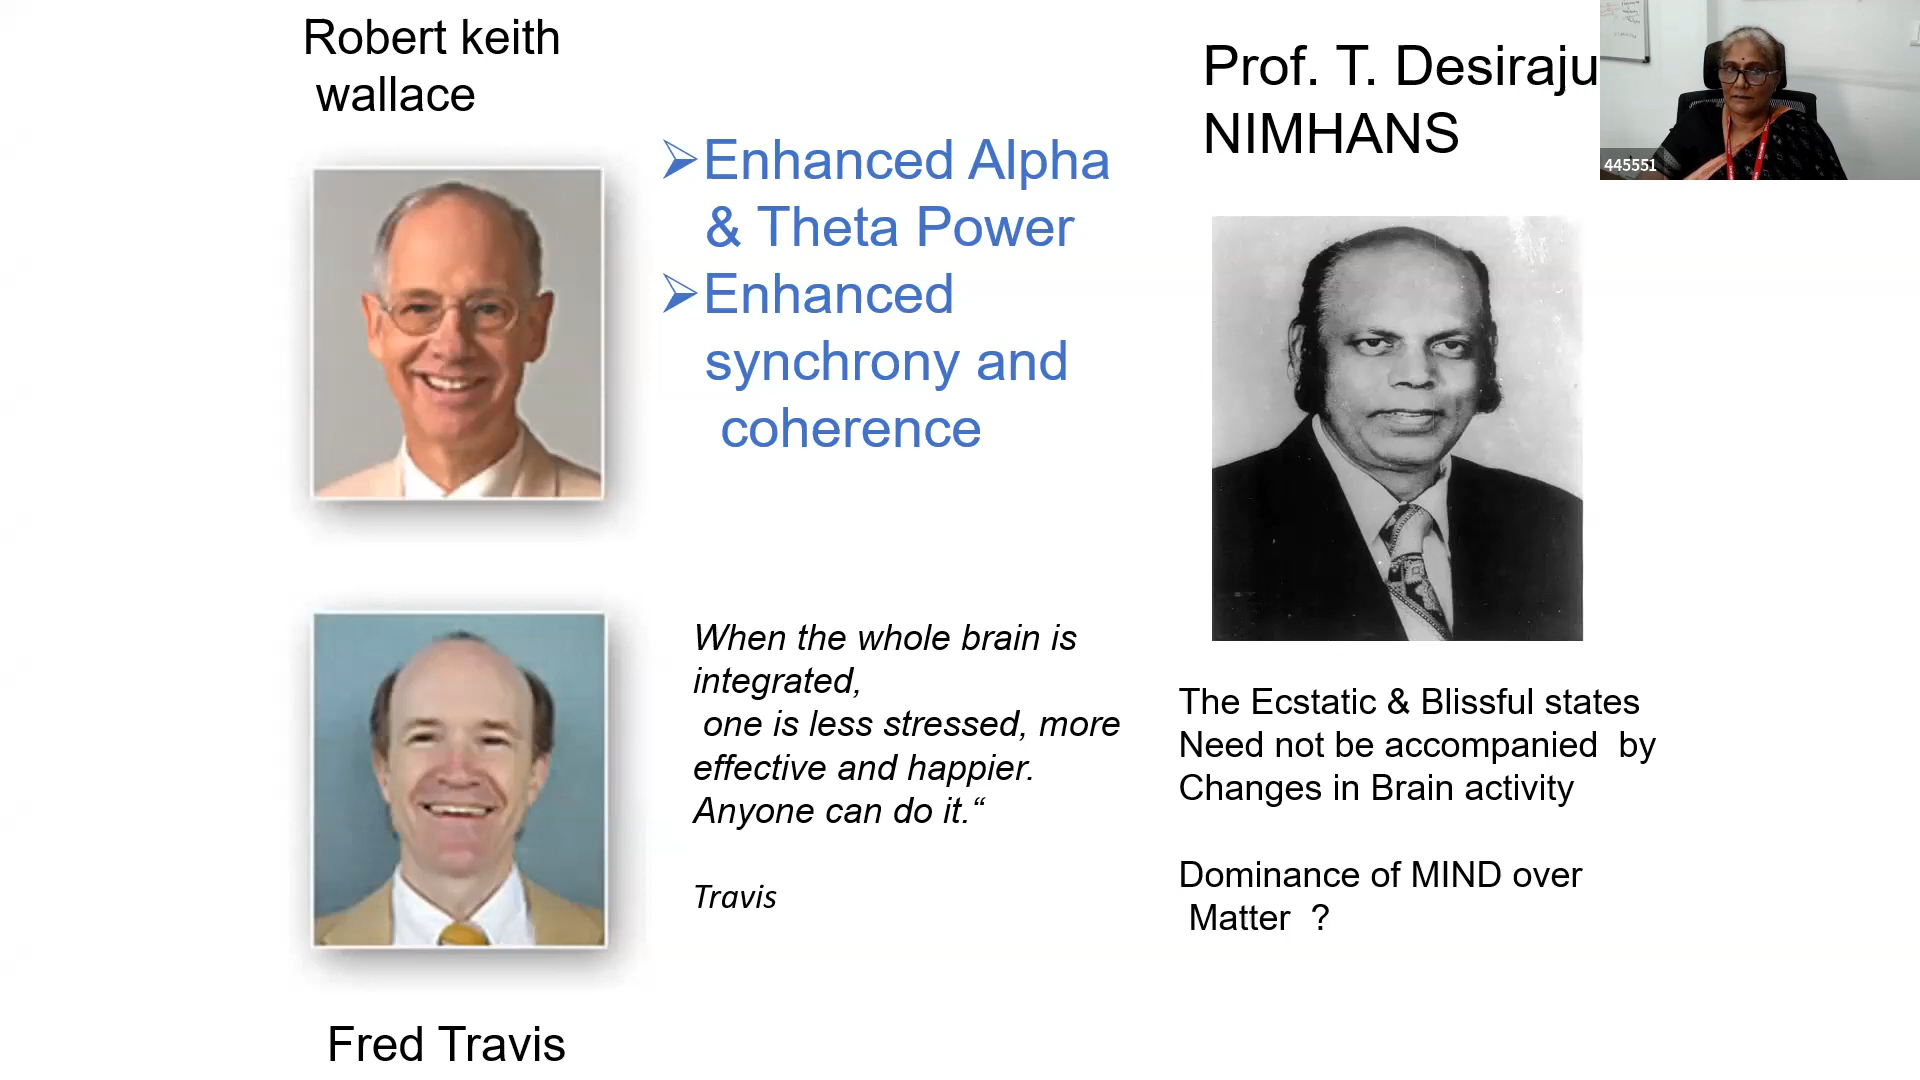 Robert keith
wallace
➢Enhanced Alpha
& Theta Power
➢Enhanced
synchrony and
coherence
When the whole brain is
integrated,
one is less stressed, more
effective and happier.
Anyone can do it.“
Travis
Fred Travis
Prof. T. Desiraju
NIMHANS
The Ecstatic & Blissful states
Need not be accompanied by
Changes in Brain activity
Dominance of MIND over
Matter ?
445551